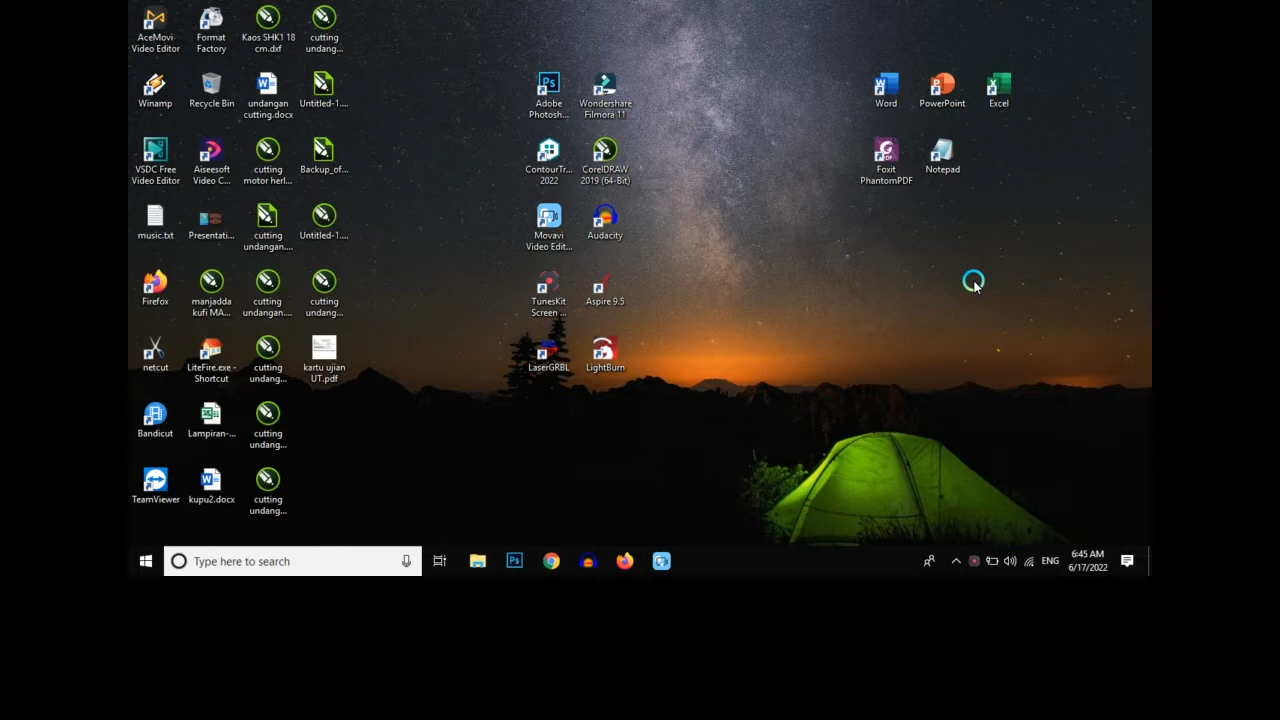 AceMovi
Video Editor
Format
Factory
Kaos SHK1 18
cm.dxf
cutting
undang...
Winamp
Recycle Bin
undangan
cutting.docx
Untitled-1....
Adobe
Photosh...
Wondershare
Filmora 11
Word
PowerPoint
Excel
VSDC Free
Video Editor
Aiseesoft
Video C...
cutting
motor herl...
Backup_of...
ContourTr...
2022
CorelDRAW
2019 (64-Bit)
Foxit
PhantomPDF
Notepad
music.txt
Presentati...
cutting
undangan....
Untitled-1....
Movavi
Video Edit...
Audacity
Firefox
manjadda
kufi MA...
cutting
undangan....
cutting
undang...
TunesKit
Screen ...
Aspire 9.5
netcut
LiteFire.exe -
Shortcut
cutting
undang...
kartu ujian
UT.pdf
LaserGRBL
LightBurn
Bandicut
Lampiran-...
cutting
undang...
TeamViewer
kupu2.docx
cutting
undang...
Type here to search
ENG
6:45 AM
6/17/2022